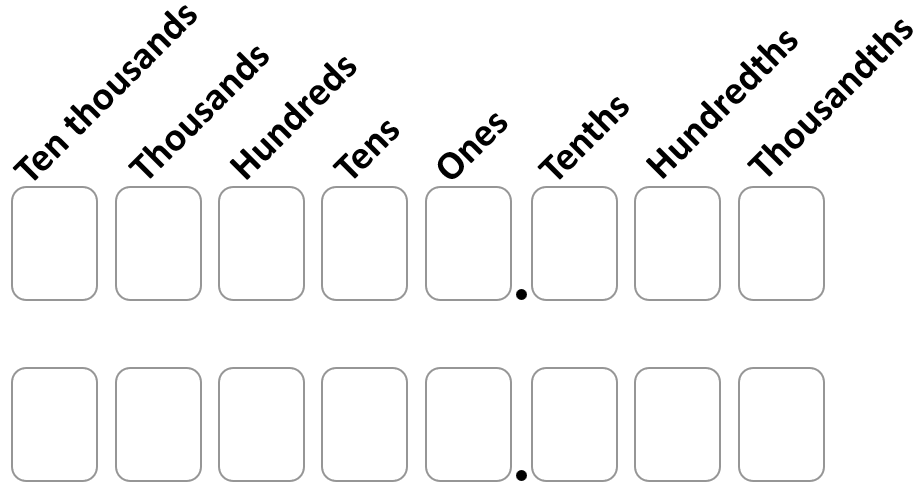 Ten thousands
Thousands
Hundreds
Tens
Ones
Tenths
Hundredths
Thousandths
.
.